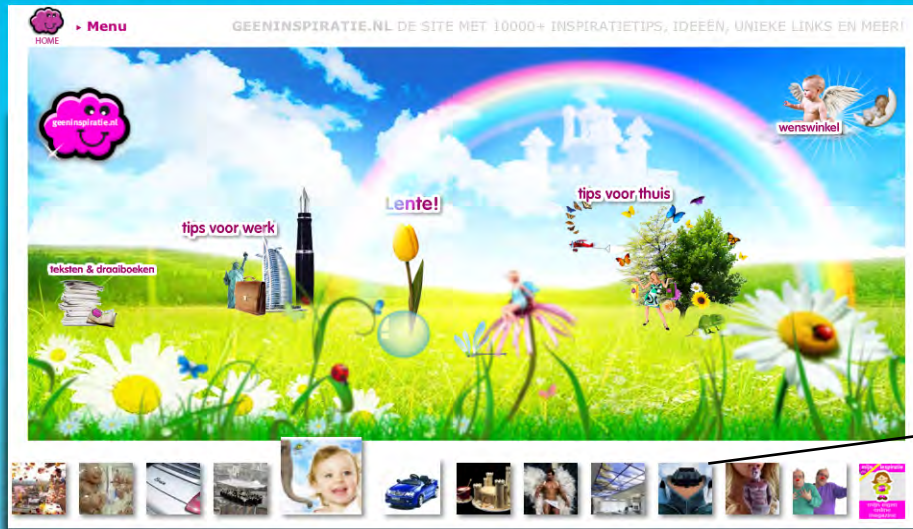 HOME
▸ Menu
GEENINSPIRATIE.NL DE SITE MET 10000+ INSPIRATIETIPS, IDEEËN, UNIEKE LINKS EN MEER!
geeninspiratie.nl
wenswinkel
tips voor thuis
Lente!
tips voor werk
teksten & draaiboeken